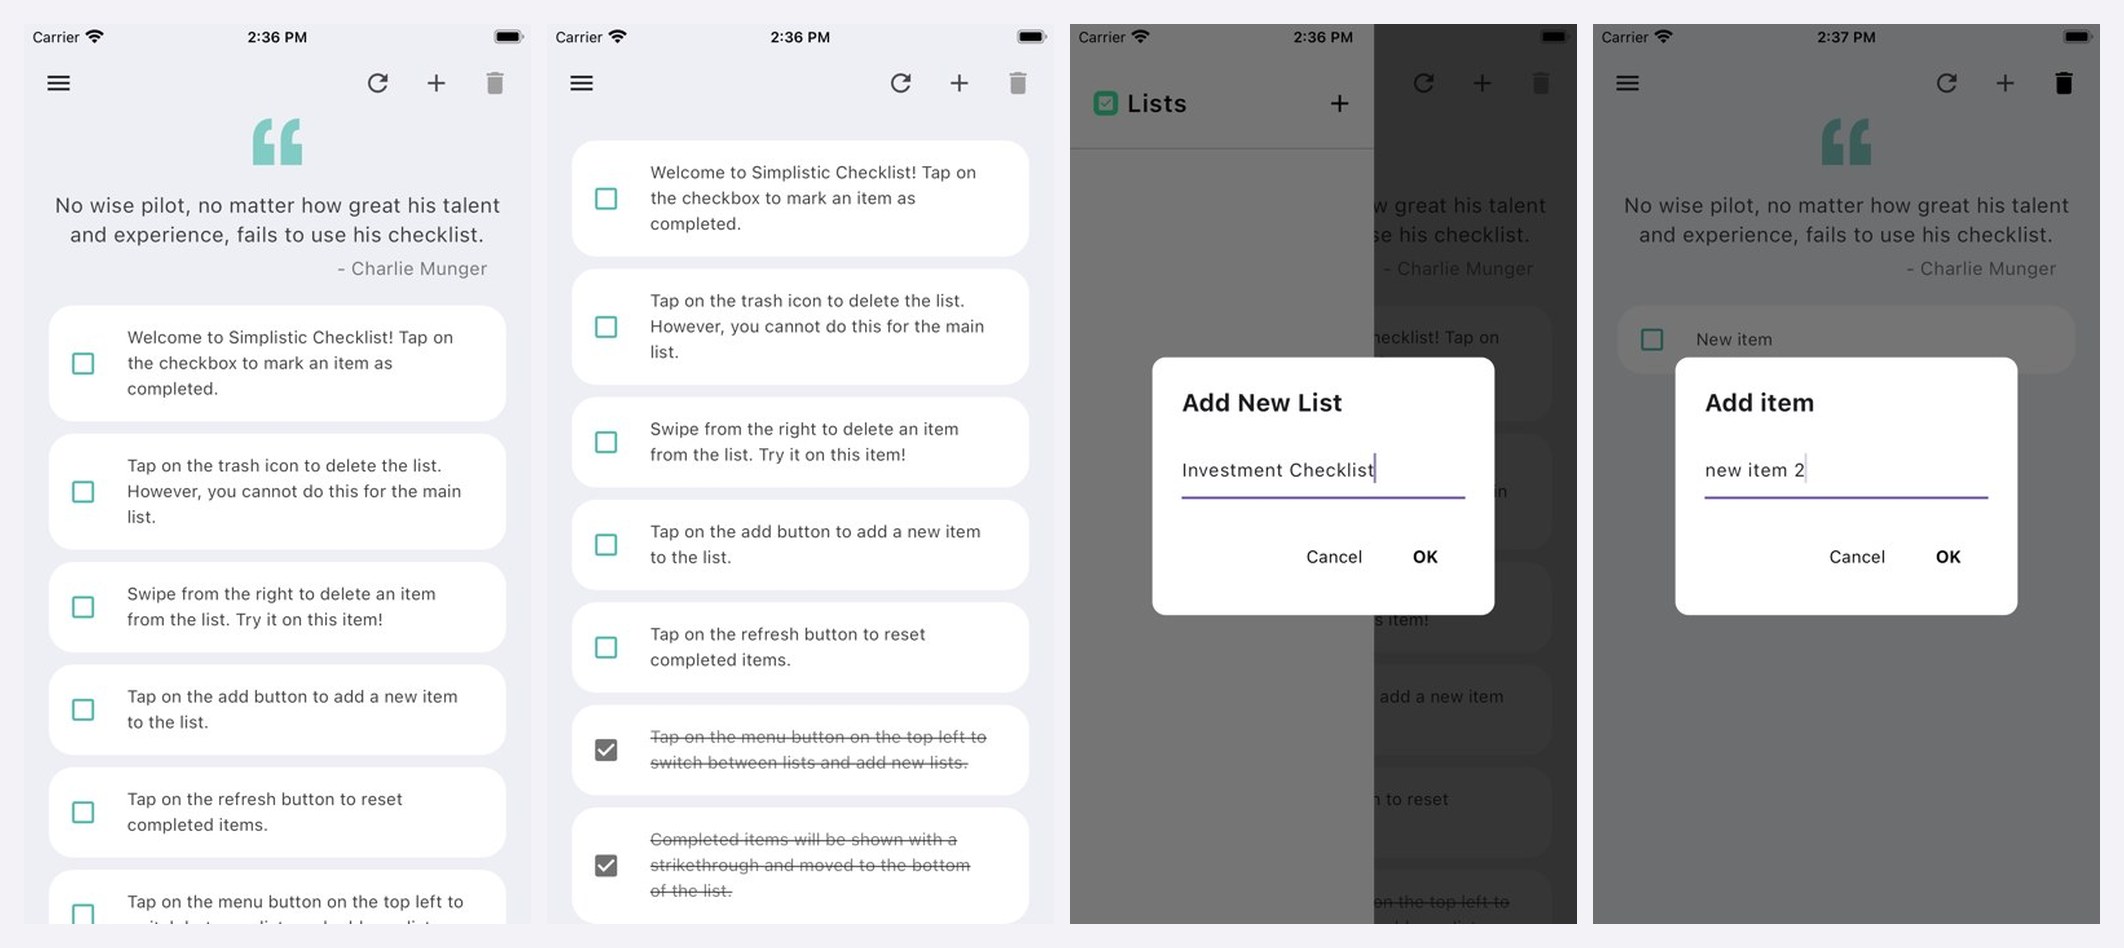 Carrier 2:36 PM
No wise pilot, no matter how great his talent
and experience, fails to use his checklist.
- Charlie Munger
Welcome to Simplistic Checklist! Tap on
the checkbox to mark an item as
completed.
Tap on the trash icon to delete the list.
However, you cannot do this for the main
list.
Swipe from the right to delete an item
from the list. Try it on this item!
Tap on the add button to add a new item
to the list.
Tap on the refresh button to reset
completed items.
Tap on the menu button on the top left to
Carrier 2:36 PM
Welcome to Simplistic Checklist! Tap on
the checkbox to mark an item as
completed.
Tap on the trash icon to delete the list.
However, you cannot do this for the main
list.
Swipe from the right to delete an item
from the list. Try it on this item!
Tap on the add button to add a new item
to the list.
Tap on the refresh button to reset
completed items.
Tap on the menu button on the top left to
switch between lists and add new lists.
Completed items will be shown with a
strikethrough and moved to the bottom
of the list.
Carrier 2:36 PM
Lists
great his talent
his checklist.
- Charlie Munger
Tap on
Add New List
Investment Checklist
Cancel OK
item!
add a new item
to reset
on the top left to
Carrier 2:37 PM
No wise pilot, no matter how great his talent
and experience, fails to use his checklist.
- Charlie Munger
New item
Add item
new item 2
Cancel OK